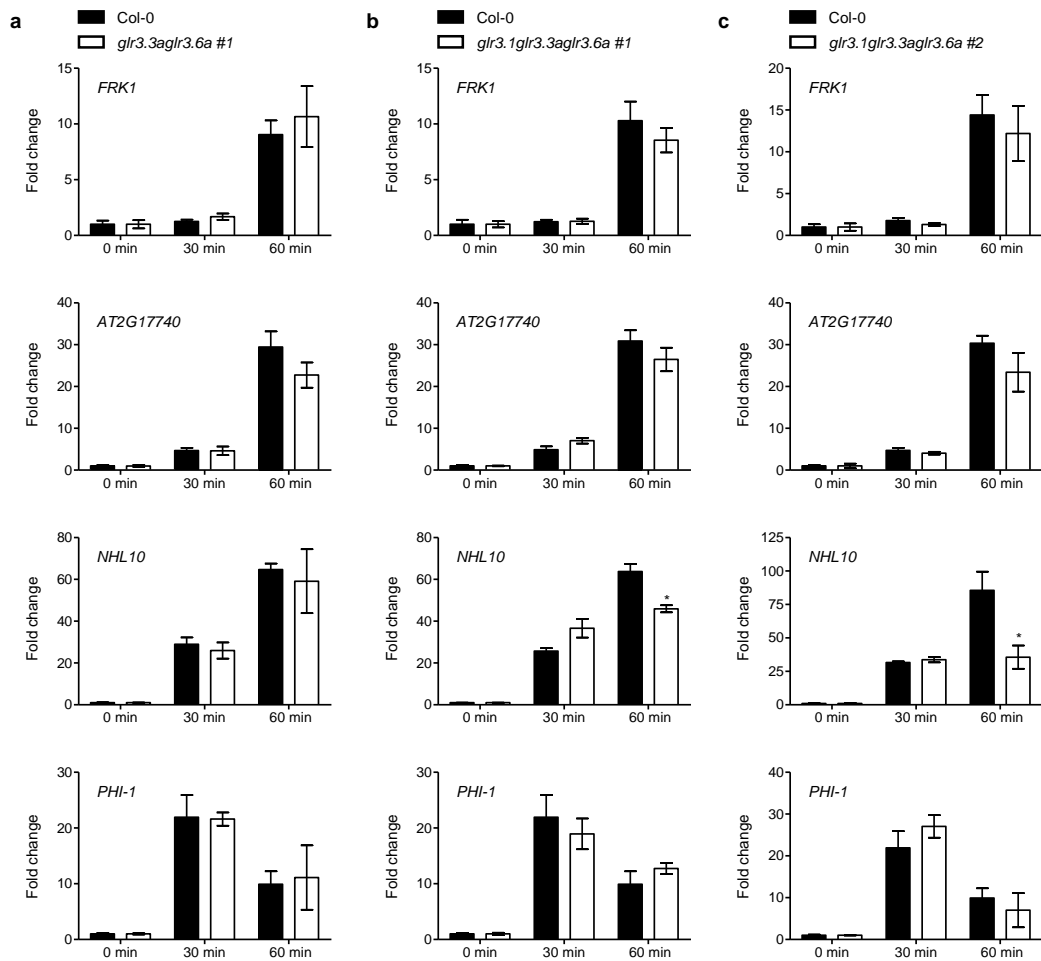 a
Col-0
glr3.3aglr3.6a #1
FRK1
Fold change
15
10
5
0
0 min 30 min 60 min
AT2G17740
Fold change
40
30
20
10
0
0 min 30 min 60 min
NHL10
Fold change
80
60
40
20
0
0 min 30 min 60 min
PHI-1
Fold change
30
20
10
0
0 min 30 min 60 min
b
Col-0
glr3.1glr3.3aglr3.6a #1
FRK1
Fold change
15
10
5
0
0 min 30 min 60 min
AT2G17740
Fold change
40
30
20
10
0
0 min 30 min 60 min
NHL10
Fold change
80
60
40
20
0
*
0 min 30 min 60 min
PHI-1
Fold change
30
20
10
0
0 min 30 min 60 min
c
Col-0
glr3.1glr3.3aglr3.6a #2
FRK1
Fold change
20
15
10
5
0
0 min 30 min 60 min
AT2G17740
Fold change
40
30
20
10
0
0 min 30 min 60 min
NHL10
Fold change
125
100
75
50
25
0
*
0 min 30 min 60 min
PHI-1
Fold change
40
30
20
10
0
0 min 30 min 60 min